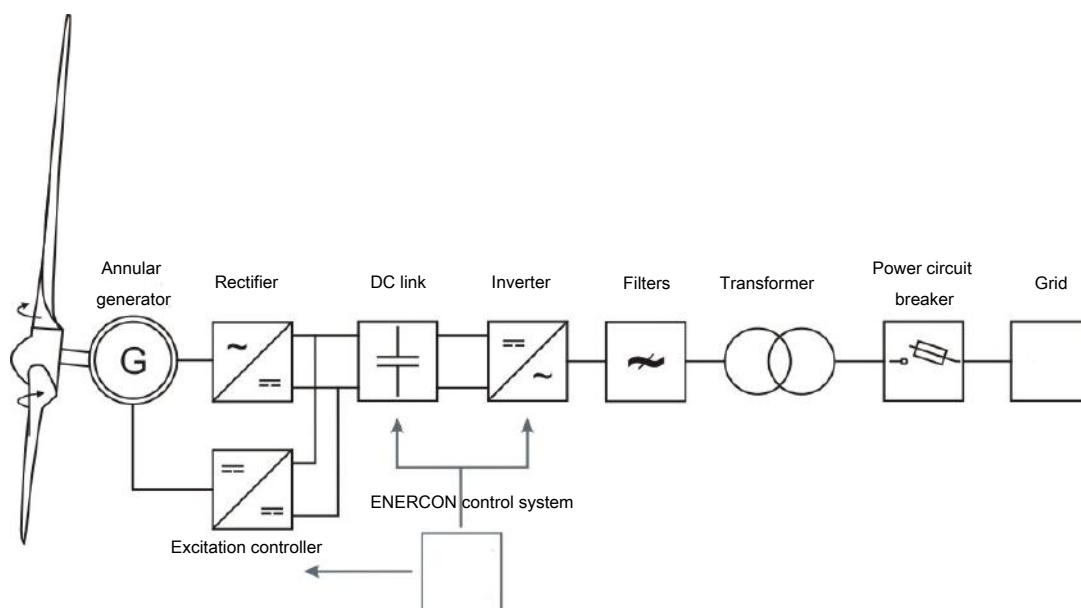 Annular
generator
Rectifier
DC link
Inverter
Filters
Transformer
Power circuit
breaker
Grid
G
ENERCON control system
Excitation controller